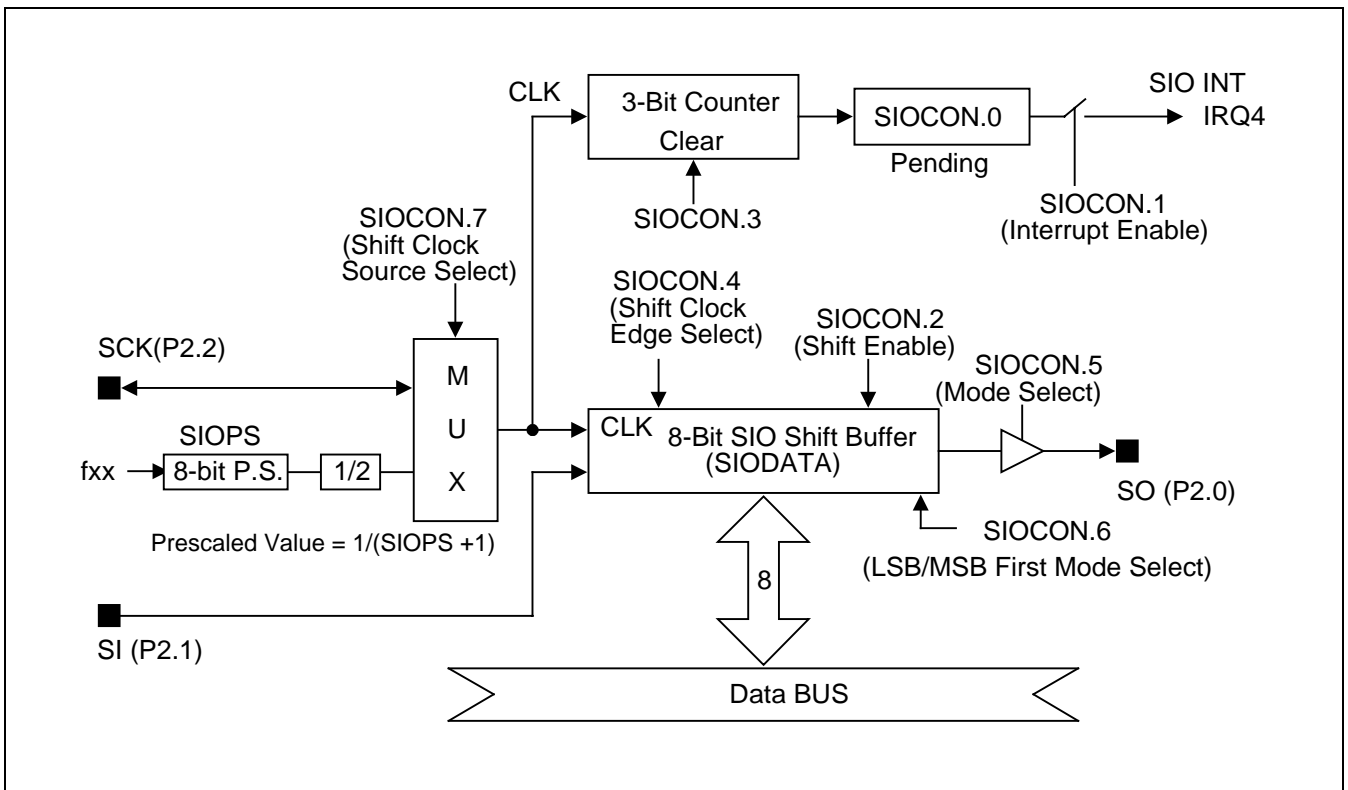 CLK
3-Bit Counter
Clear
SIOCON.0
Pending
SIO INT
IRQ4
SIOCON.3
SIOCON.1
(Interrupt Enable)
SIOCON.7
(Shift Clock
Source Select)
SIOCON.4
(Shift Clock
Edge Select)
SIOCON.2
(Shift Enable)
SIOCON.5
(Mode Select)
SCK(P2.2)
M
U
X
SIOPS
fxx
8-bit P.S.
1/2
CLK
8-Bit SIO Shift Buffer
(SIODATA)
SO (P2.0)
Prescaled Value = 1/(SIOPS +1)
SIOCON.6
(LSB/MSB First Mode Select)
8
SI (P2.1)
Data BUS